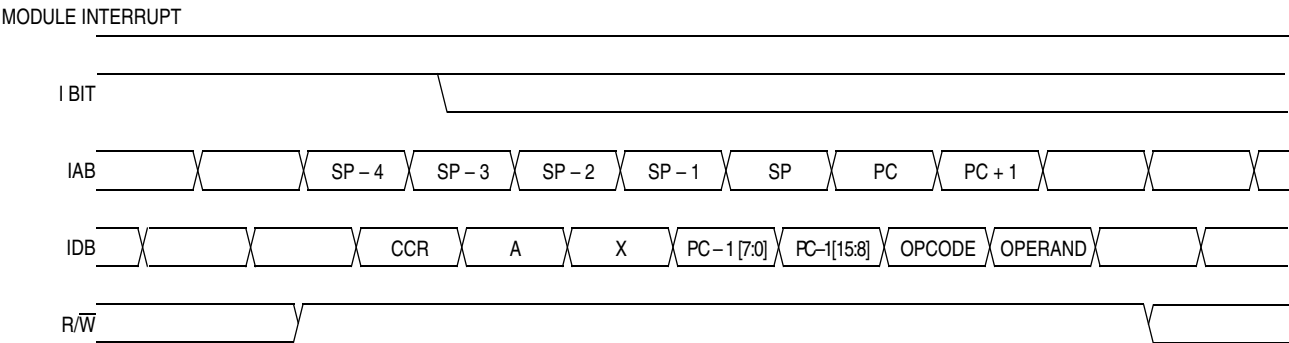 MODULE INTERRUPT
I BIT
IAB SP – 4 SP – 3 SP – 2 SP – 1 SP PC PC + 1
IDB CCR A X PC – 1 [7:0] PC–1[15:8] OPCODE OPERAND
R/W̅